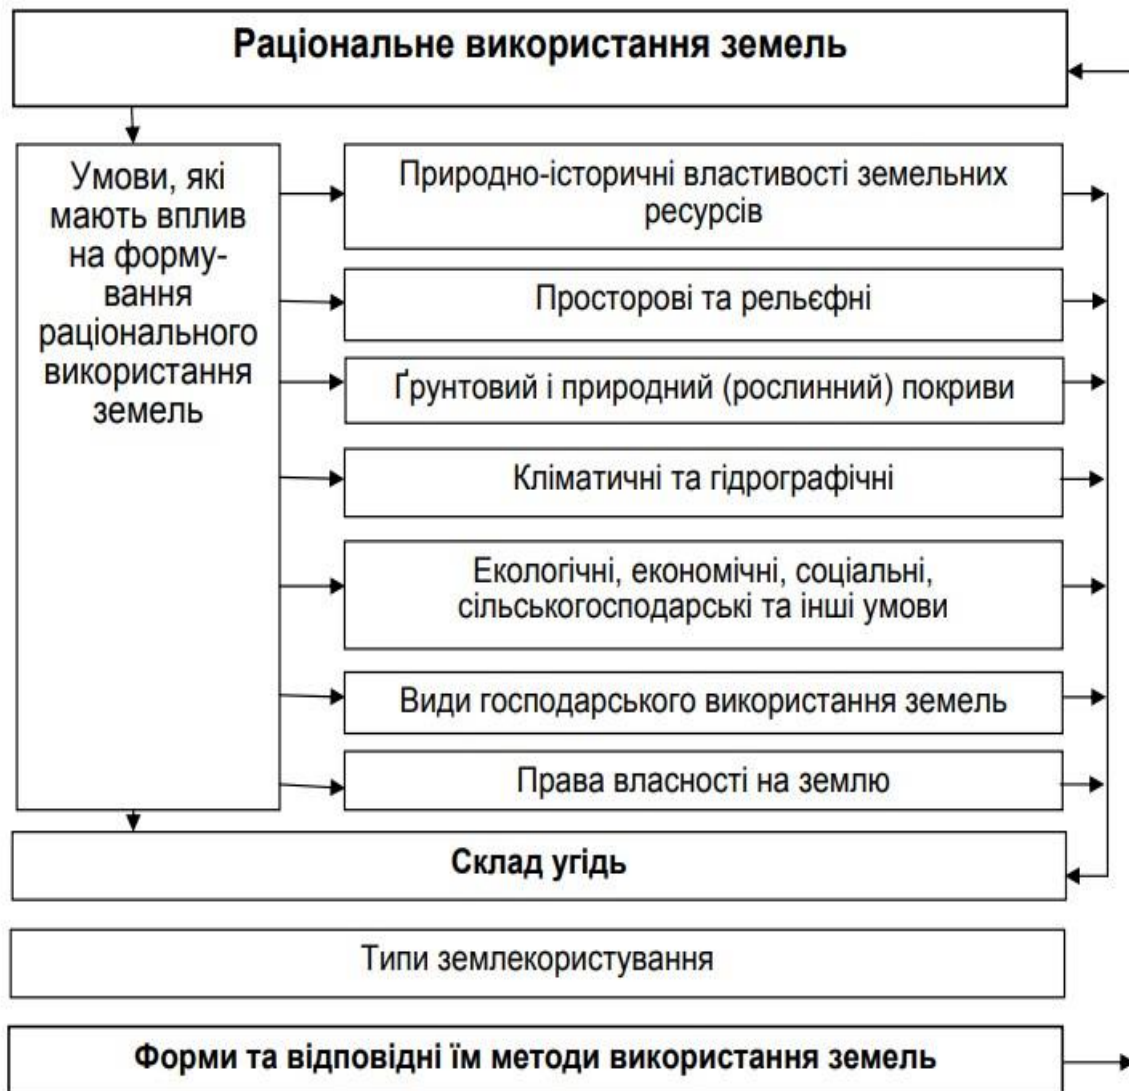 Раціональне використання земель
Умови, які
мають вплив
на форму-
вання
раціонального
використання
земель
Природно-історичні властивості земельних
ресурсів
Просторові та рельєфні
Ґрунтовий і природний (рослинний) покриви
Кліматичні та гідрографічні
Екологічні, економічні, соціальні,
сільськогосподарські та інші умови
Види господарського використання земель
Права власності на землю
Склад угідь
Типи землекористування
Форми та відповідні їм методи використання земель